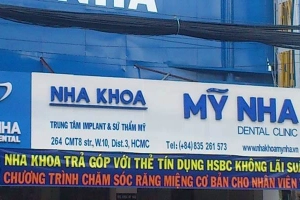 NHA
NHA KHOA
TRUNG TÂM IMPLANT & SỨ THẨM MỸ
264 CMT8 str, W.10, Dist.3, HCMC
MỸ NHA
DENTAL CLINIC
Tel: (+84) 835 261 573
www.nhakhoamynha.vn
NHA
DENTAL
NHA KHOA TRẢ GÓP VỚI THẺ TÍN DỤNG HSBC KHÔNG LÃI SU
CHƯƠNG TRÌNH CHĂM SÓC RĂNG MIỆNG CƠ BẢN CHO NHÂN VIÊN